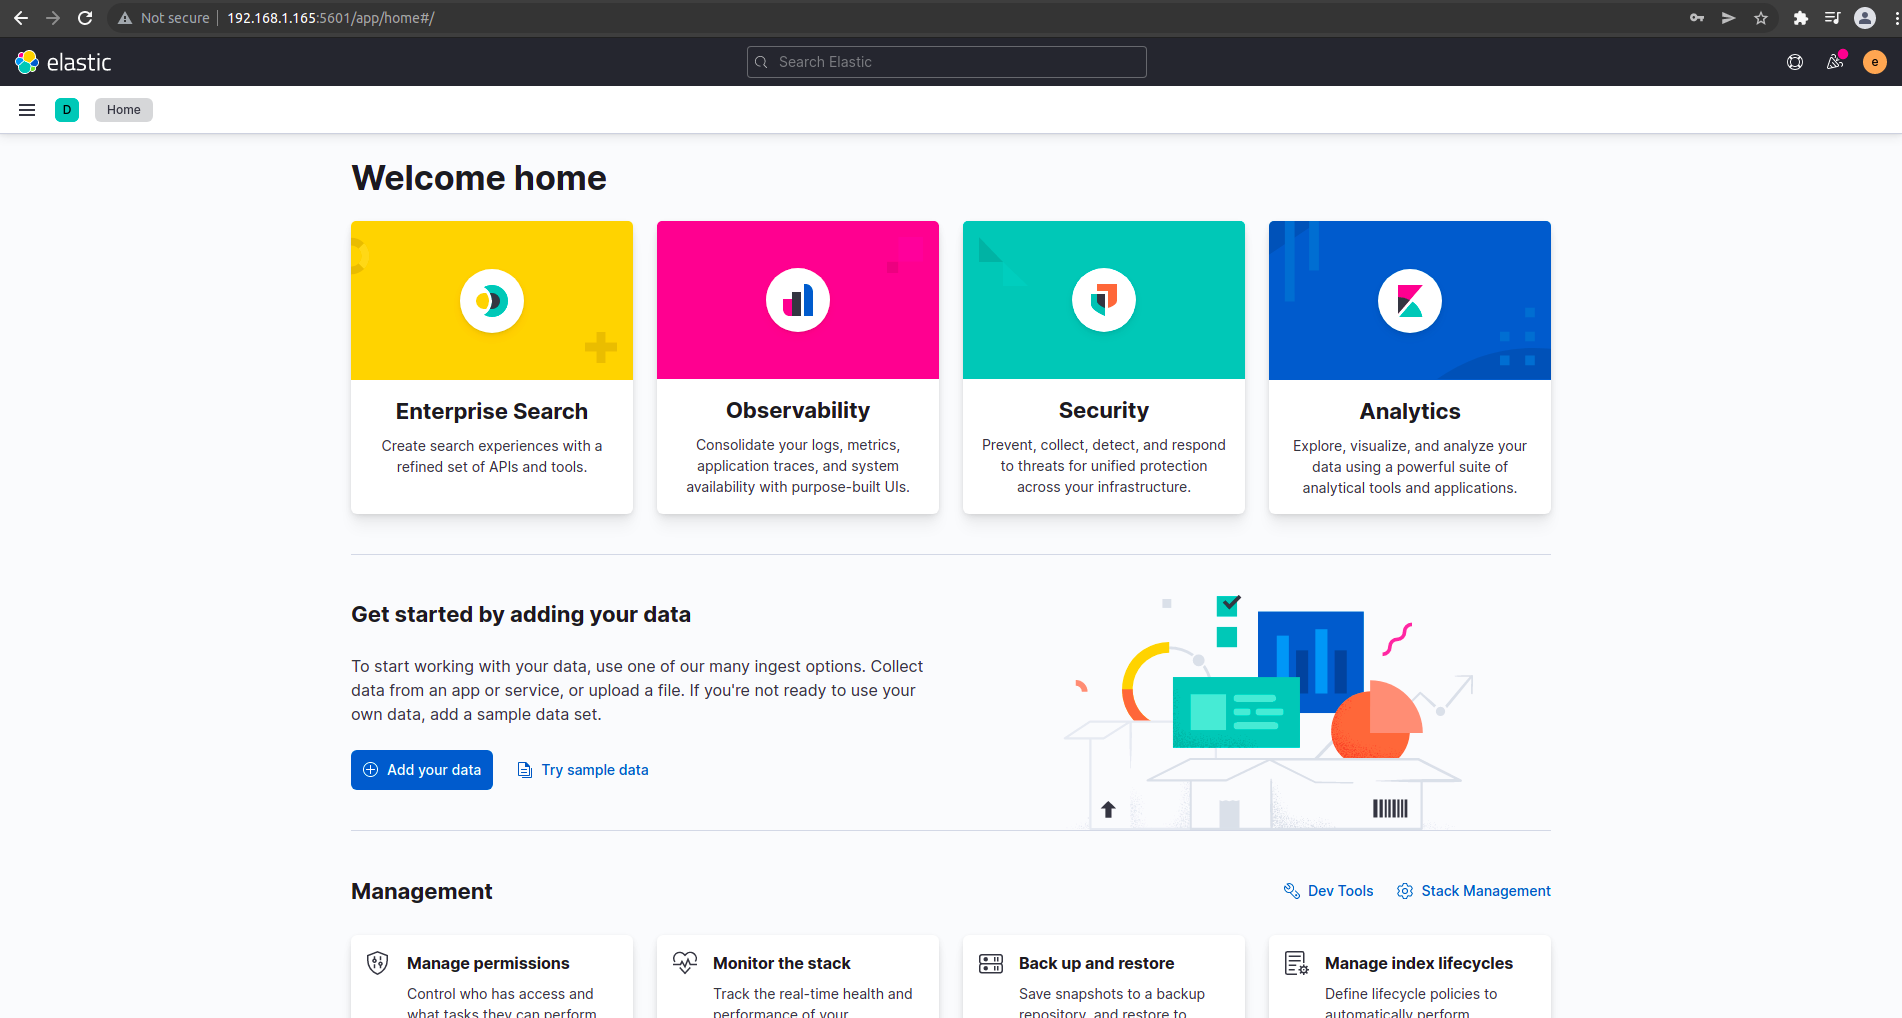 Not secure 192.168.1.165:5601/app/home#/
elastic
Search Elastic
e
D
Home
Welcome home
Enterprise Search
Create search experiences with a
refined set of APIs and tools.
Observability
Consolidate your logs, metrics,
application traces, and system
availability with purpose-built UIs.
Security
Prevent, collect, detect, and respond
to threats for unified protection
across your infrastructure.
Analytics
Explore, visualize, and analyze your
data using a powerful suite of
analytical tools and applications.
Get started by adding your data
To start working with your data, use one of our many ingest options. Collect
data from an app or service, or upload a file. If you're not ready to use your
own data, add a sample data set.
Add your data
Try sample data
Management
Dev Tools
Stack Management
Manage permissions
Control who has access and
what tasks they can perform
Monitor the stack
Track the real-time health and
performance of your
Back up and restore
Save snapshots to a backup
repository, and restore to
Manage index lifecycles
Define lifecycle policies to
automatically perform